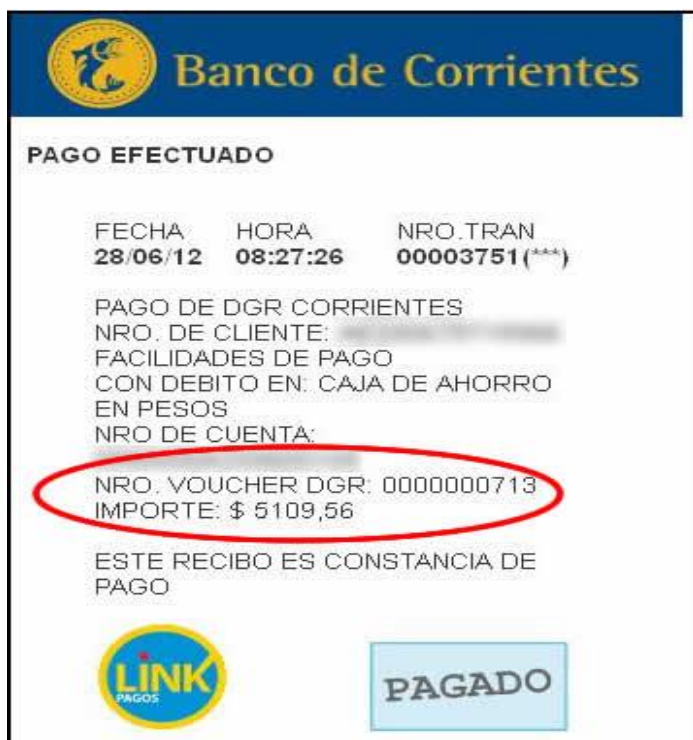 Banco de Corrientes
PAGO EFECTUADO
FECHA HORA NRO.TRAN
28/06/12 08:27:26 00003751(***)
PAGO DE DGR CORRIENTES
NRO. DE CLIENTE:
FACILIDADES DE PAGO
CON DEBITO EN: CAJA DE AHORRO
EN PESOS
NRO DE CUENTA:
NRO. VOUCHER DGR: 0000000713
IMPORTE: $ 5109,56
ESTE RECIBO ES CONSTANCIA DE
PAGO
LINK
PAGOS
PAGADO